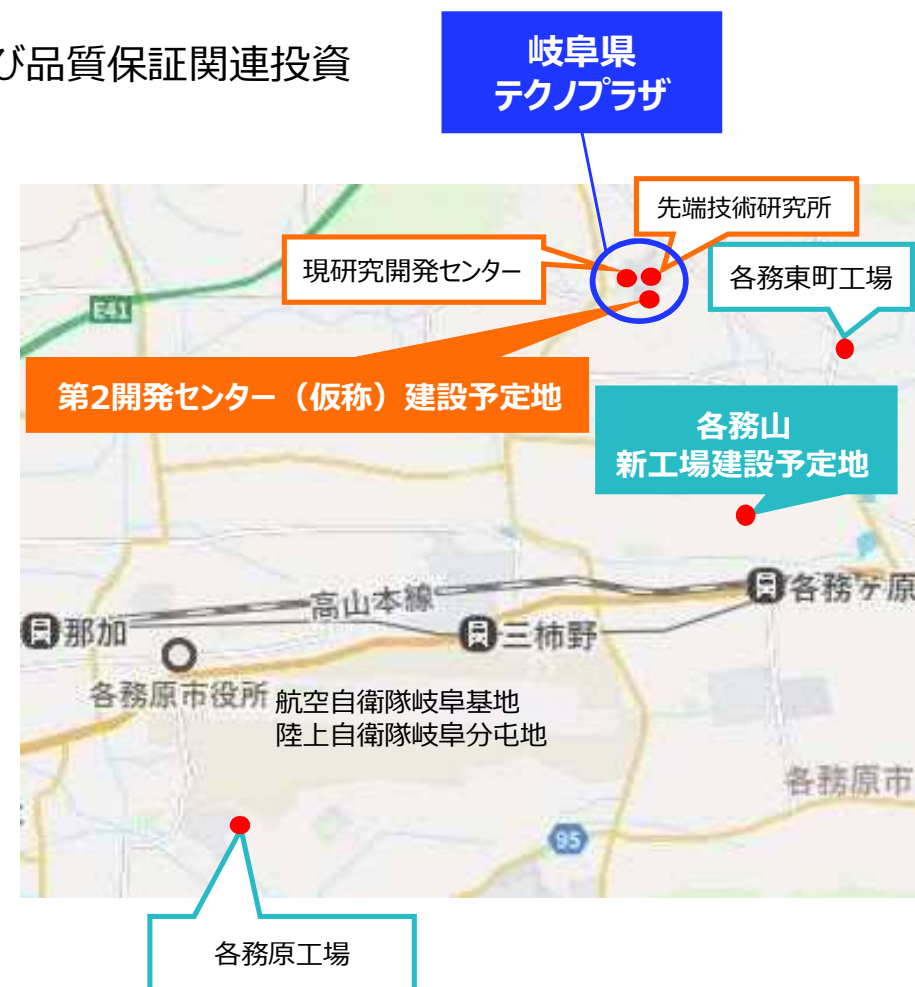 び品質保証関連投資
岐阜県
テクノプラザ
先端技術研究所
現研究開発センター
各務東町工場
E41
第2開発センター（仮称）建設予定地
各務山
新工場建設予定地
高山本線
各務ヶ原
那加
三柿野
各務原市役所
航空自衛隊岐阜基地
陸上自衛隊岐阜分屯地
各務原市
95
各務原工場